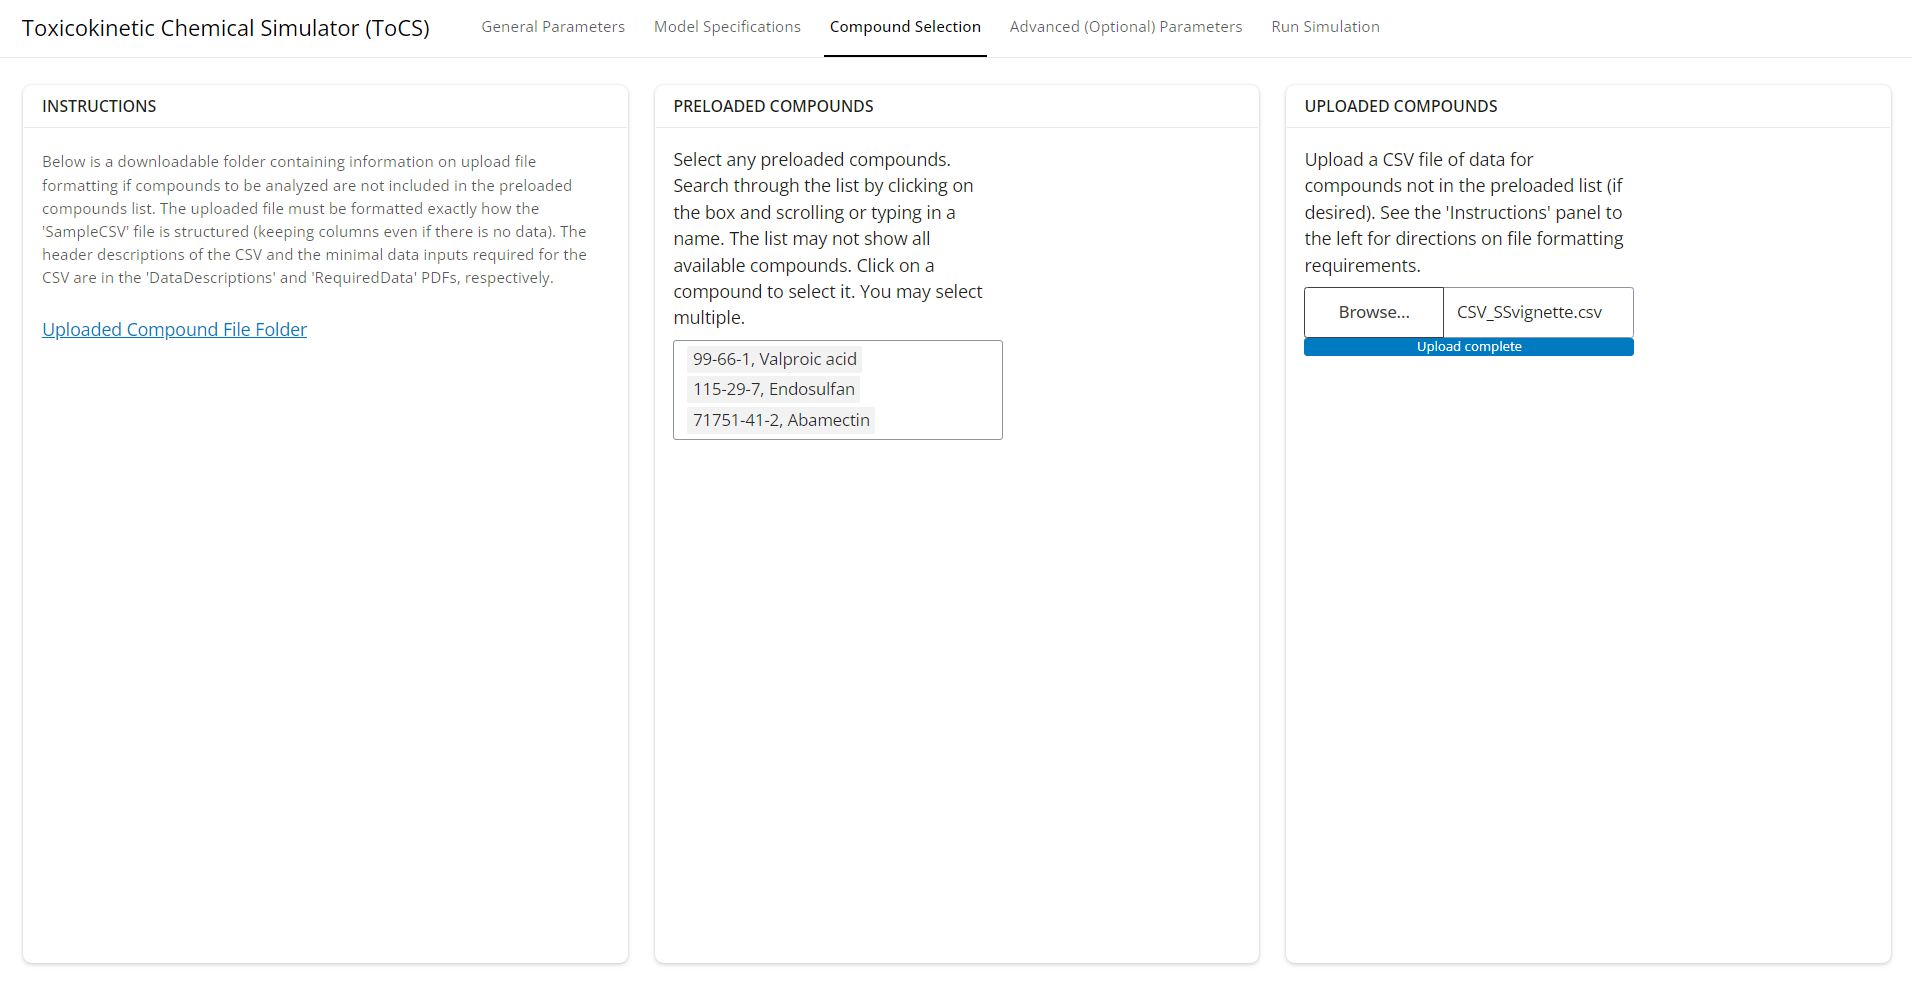 Toxicokinetic Chemical Simulator (ToCS)
General Parameters
Model Specifications
Compound Selection
Advanced (Optional) Parameters
Run Simulation
INSTRUCTIONS
Below is a downloadable folder containing information on upload file
formatting if compounds to be analyzed are not included in the preloaded
compounds list. The uploaded file must be formatted exactly how the
'SampleCSV' file is structured (keeping columns even if there is no data). The
header descriptions of the CSV and the minimal data inputs required for the
CSV are in the 'DataDescriptions' and 'RequiredData' PDFs, respectively.
Uploaded Compound File Folder
PRELOADED COMPOUNDS
Select any preloaded compounds.
Search through the list by clicking on
the box and scrolling or typing in a
name. The list may not show all
available compounds. Click on a
compound to select it. You may select
multiple.
99-66-1, Valproic acid
115-29-7, Endosulfan
71751-41-2, Abamectin
UPLOADED COMPOUNDS
Upload a CSV file of data for
compounds not in the preloaded list (if
desired). See the 'Instructions' panel to
the left for directions on file formatting
requirements.
Browse...
CSV_SSvignette.csv
Upload complete